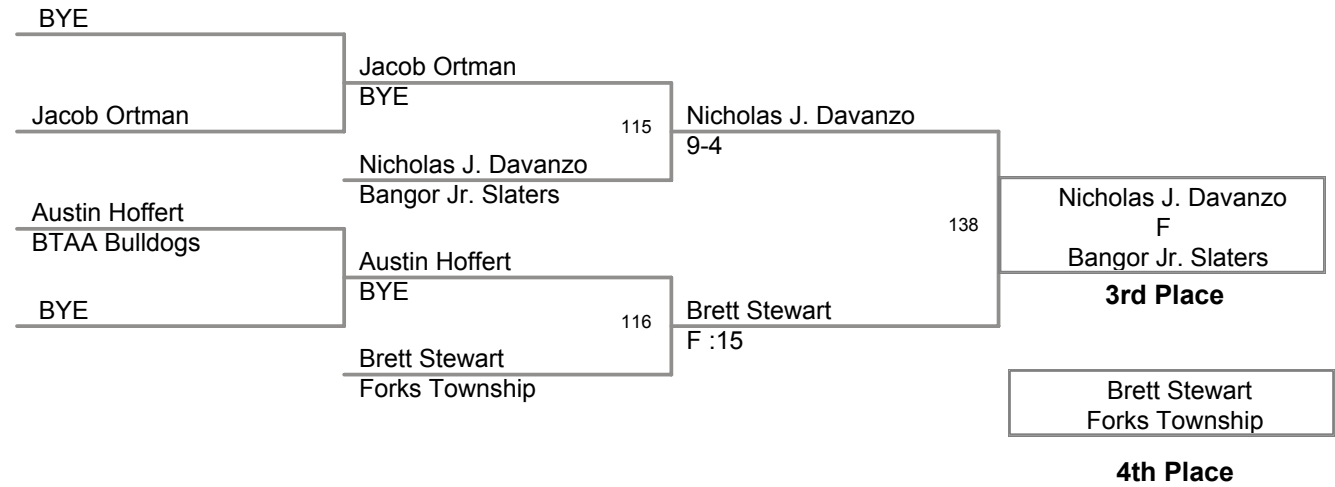 BYE
Jacob Ortman
BYE
Jacob Ortman
115
Nicholas J. Davanzo
9-4
Nicholas J. Davanzo
Bangor Jr. Slaters
Austin Hoffert
BTAA Bulldogs
138
Nicholas J. Davanzo
F
Bangor Jr. Slaters
3rd Place
Austin Hoffert
BYE
BYE
116
Brett Stewart
F :15
Brett Stewart
Forks Township
Brett Stewart
Forks Township
4th Place